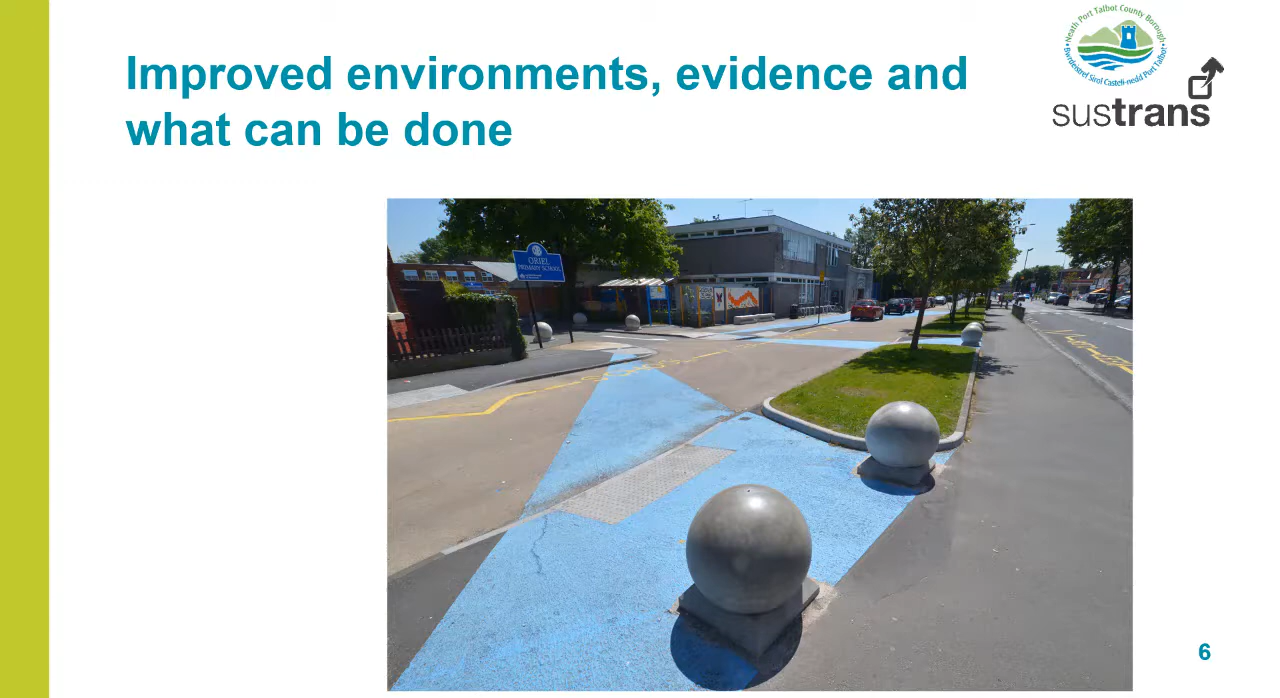 Improved environments, evidence and
what can be done
Neath Port Talbot County Borough
Bwrdeistref Sirol Castell-nedd Port Talbot
sustrans
ORIEL
PRIMARY SCHOOL
6